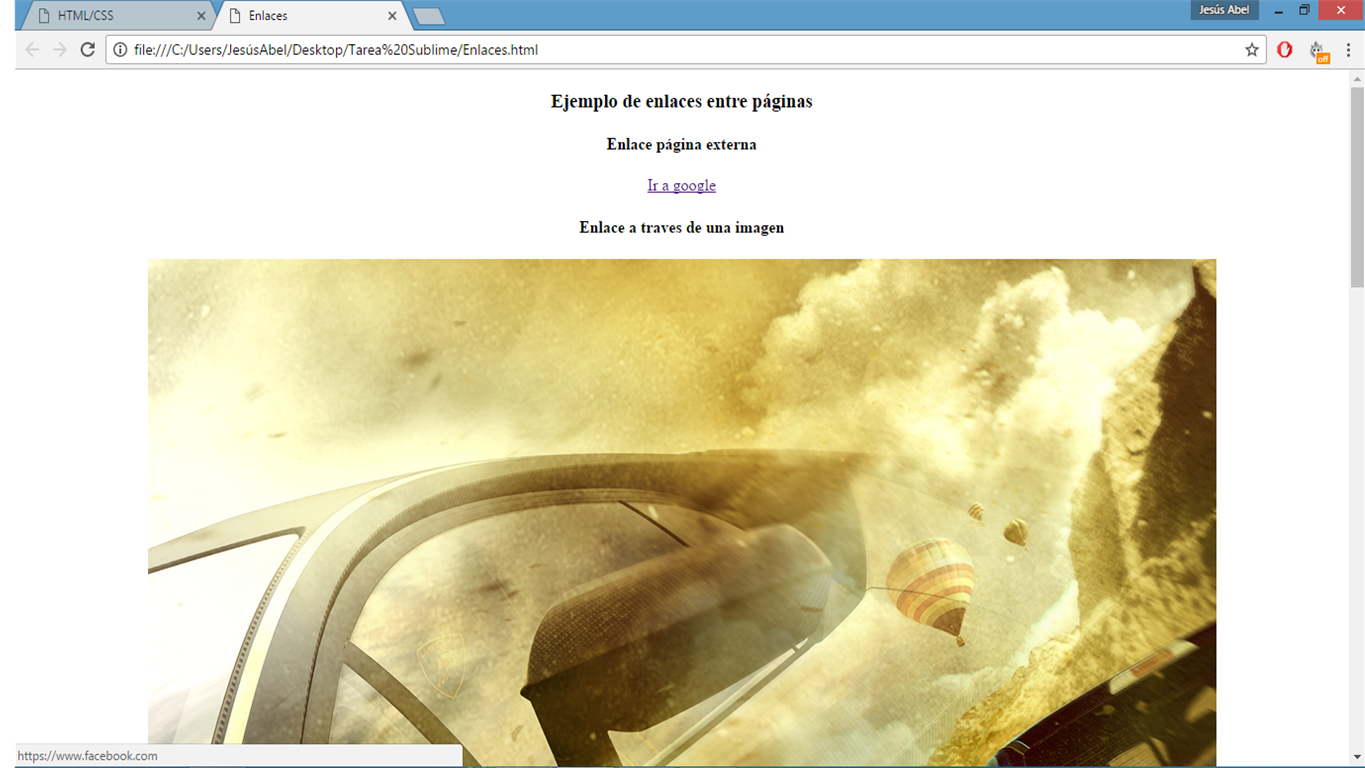 HTML/CSS
Enlaces
Jesús Abel
file:///C:/Users/JesúsAbel/Desktop/Tarea%20Sublime/Enlaces.html
off
Ejemplo de enlaces entre páginas
Enlace página externa
Ir a google
Enlace a traves de una imagen
https://www.facebook.com